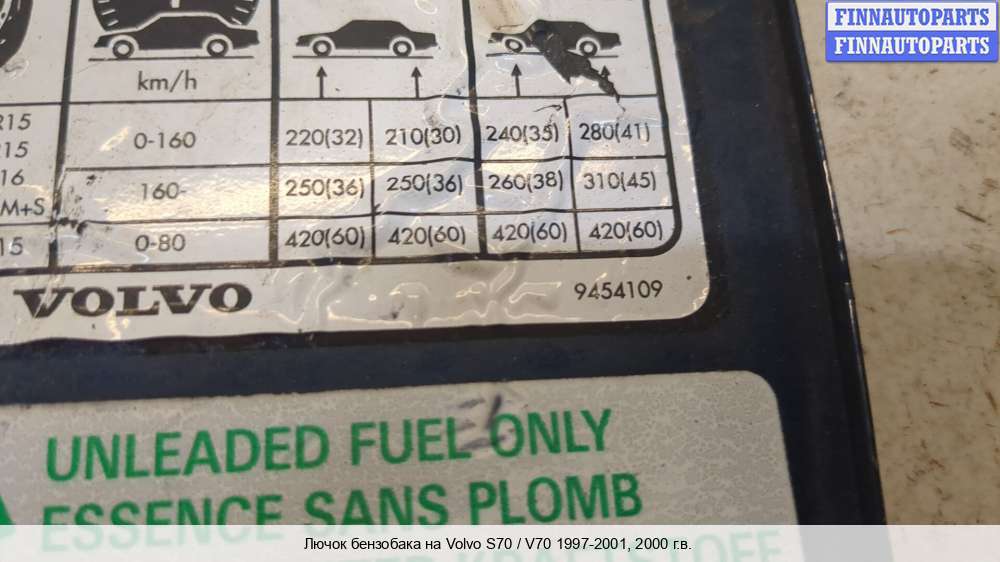 FINNAUTOPARTS
FINNAUTOPARTS
km/h
R15
R15
0-160 220(32) 210(30) 240(35) 280(41)
16
M+S
160- 250(36) 250(36) 260(38) 310(45)
15 0-80 420(60) 420(60) 420(60) 420(60)
VOLVO 9454109
E6
UNLEADED FUEL ONLY
ESSENCE SANS PLOMB
Лючок бензобака на Volvo S70 / V70 1997-2001, 2000 г.в.